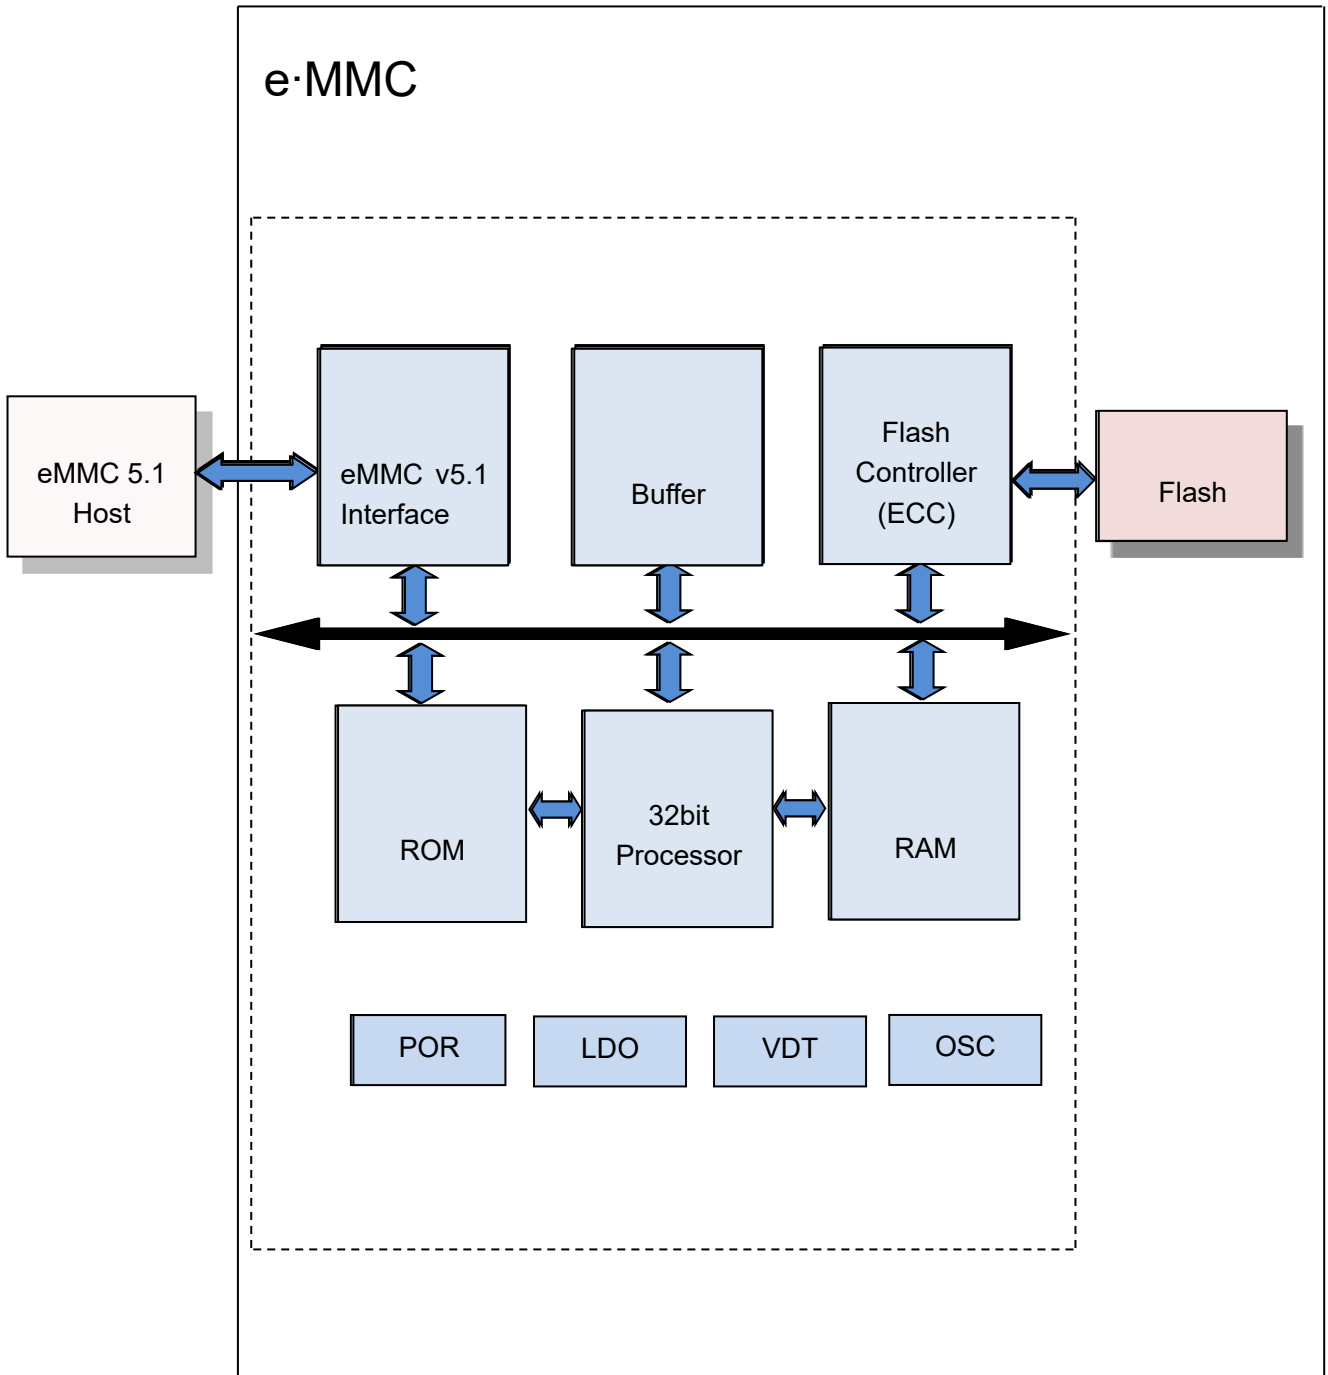 e·MMC
eMMC 5.1
Host
eMMC v5.1
Interface
Buffer
Flash
Controller
(ECC)
Flash
ROM
32bit
Processor
RAM
POR
LDO
VDT
OSC